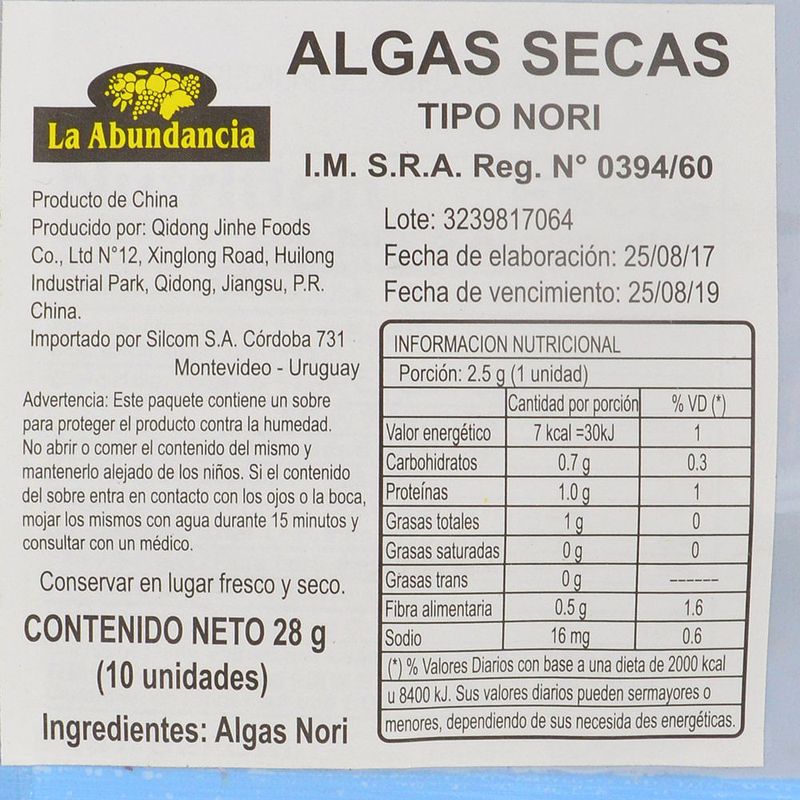 La Abundancia
ALGAS SECAS
TIPO NORI
I.M. S.R.A. Reg. N° 0394/60
Producto de China
Producido por: Qidong Jinhe Foods
Co., Ltd N°12, Xinglong Road, Huilong
Industrial Park, Qidong, Jiangsu, P.R.
China.
Importado por Silcom S.A. Córdoba 731
Montevideo - Uruguay
Advertencia: Este paquete contiene un sobre
para proteger el producto contra la humedad.
No abrir o comer el contenido del mismo y
mantenerlo alejado de los niños. Si el contenido
del sobre entra en contacto con los ojos o la boca,
mojar los mismos con agua durante 15 minutos y
consultar con un médico.
Conservar en lugar fresco y seco.
CONTENIDO NETO 28 g
(10 unidades)
Ingredientes: Algas Nori
Lote: 3239817064
Fecha de elaboración: 25/08/17
Fecha de vencimiento: 25/08/19
INFORMACION NUTRICIONAL
Porción: 2.5 g (1 unidad)
Cantidad por porción % VD (*)
Valor energético 7 kcal =30kJ 1
Carbohidratos 0.7 g 0.3
Proteínas 1.0 g 1
Grasas totales 1 g 0
Grasas saturadas 0 g 0
Grasas trans 0 g ------
Fibra alimentaria 0.5 g 1.6
Sodio 16 mg 0.6
(*) % Valores Diarios con base a una dieta de 2000 kcal
u 8400 kJ. Sus valores diarios pueden sermayores o
menores, dependiendo de sus necesida des energéticas.